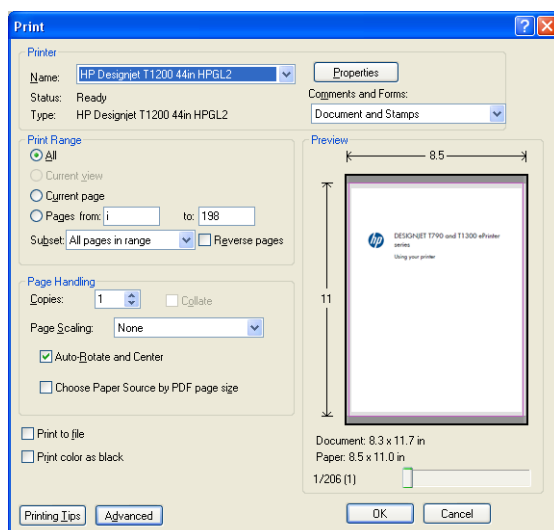 Print
Printer
Name: HP Designjet T1200 44in HPGL2
Properties
Status: Ready
Comments and Forms:
Type: HP Designjet T1200 44in HPGL2
Document and Stamps
Print Range
All
Current view
Current page
Pages from: i to: 198
Subset: All pages in range Reverse pages
Page Handling
Copies: 1 Collate
Page Scaling: None
Auto-Rotate and Center
Choose Paper Source by PDF page size
Print to file
Print color as black
Preview
8.5
11
hp
DESIGNJET T790 and T1300 ePrinter
series
Using your printer
Document: 8.3 x 11.7 in
Paper: 8.5 x 11.0 in
1/206 (1)
Printing Tips Advanced OK Cancel